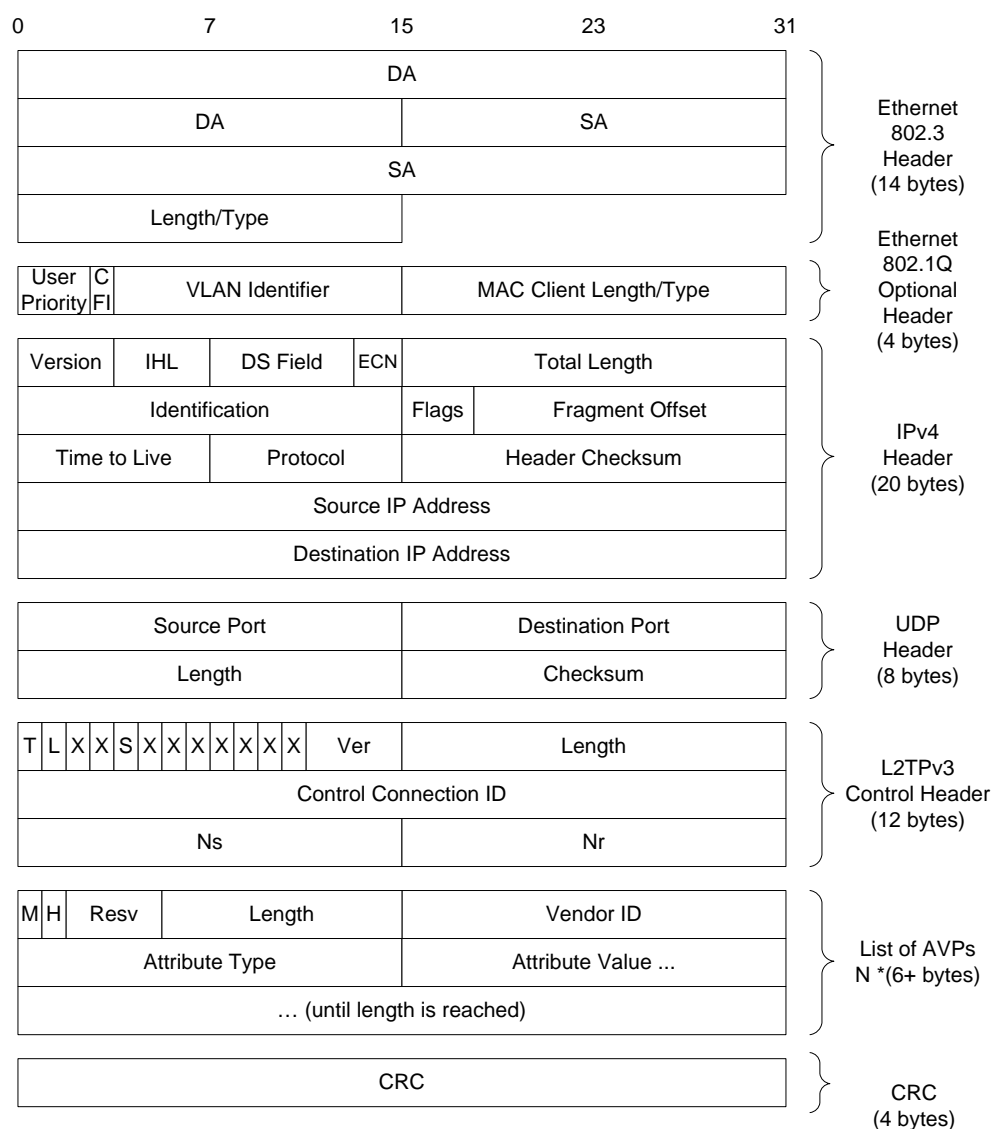 0 7 15 23 31
DA
DA SA
SA
Length/Type
Ethernet
802.3
Header
(14 bytes)
User
Priority
C
FI
VLAN Identifier
MAC Client Length/Type
Ethernet
802.1Q
Optional
Header
(4 bytes)
Version IHL DS Field ECN Total Length
Identification Flags Fragment Offset
Time to Live Protocol Header Checksum
Source IP Address
Destination IP Address
IPv4
Header
(20 bytes)
Source Port Destination Port
Length Checksum
UDP
Header
(8 bytes)
T L X X S X X X X X X X Ver Length
Control Connection ID
Ns Nr
L2TPv3
Control Header
(12 bytes)
M H Resv Length Vendor ID
Attribute Type Attribute Value ...
... (until length is reached)
List of AVPs
N *(6+ bytes)
CRC
CRC
(4 bytes)